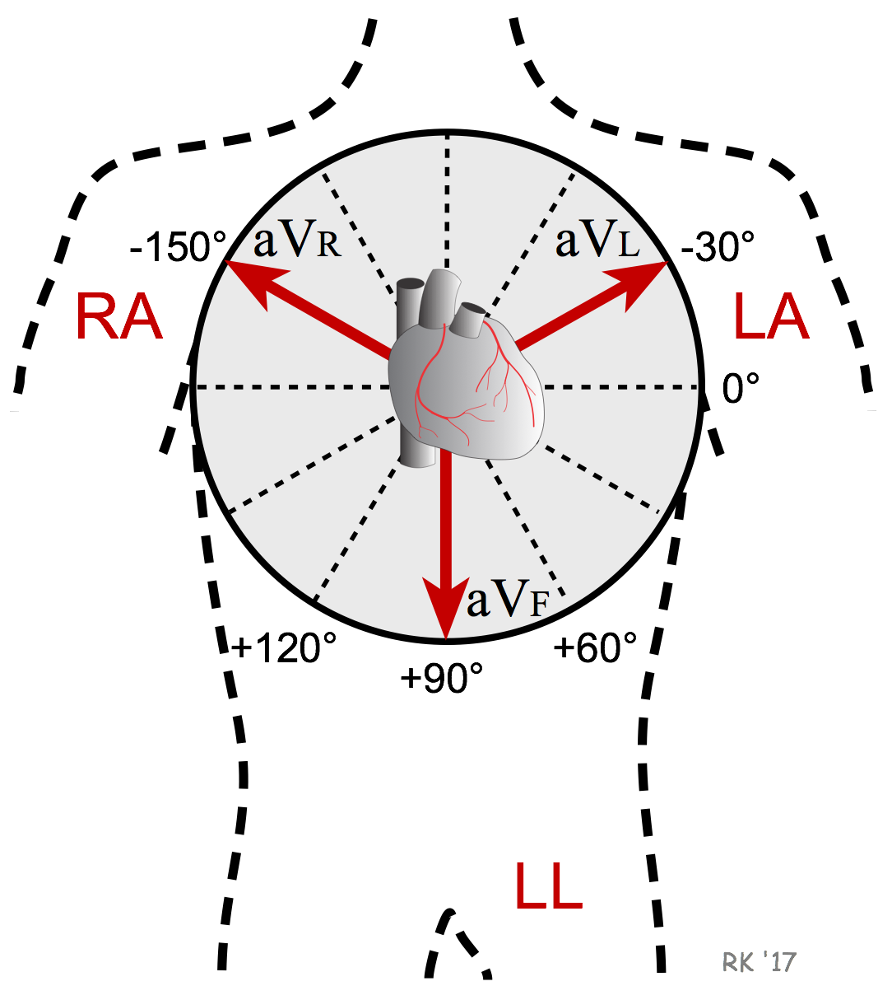 -150°
aVR
aVL
-30°
RA
LA
0°
aVF
+120°
+60°
+90°
LL
RK '17